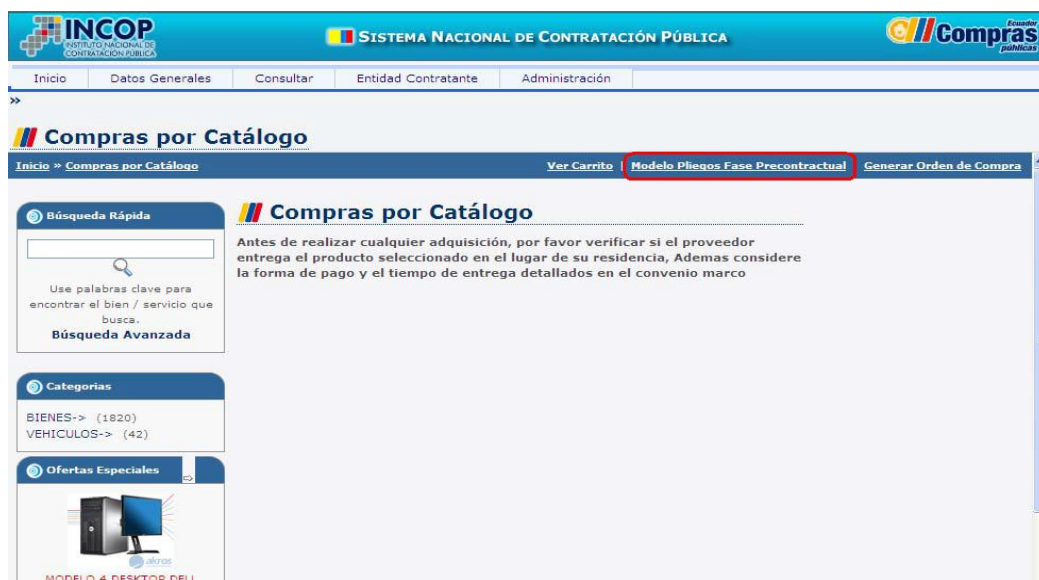 INCOP
INSTITUTO NACIONAL DE
CONTRATACIÓN PÚBLICA
SISTEMA NACIONAL DE CONTRATACIÓN PÚBLICA
Ecuador
Compras
públicas
Inicio Datos Generales Consultar Entidad Contratante Administración
»
Compras por Catálogo
Inicio » Compras por Catálogo
Ver Carrito | Modelo Pliegos Fase Precontractual Generar Orden de Compra
Búsqueda Rápida
Use palabras clave para
encontrar el bien / servicio que
busca.
Búsqueda Avanzada
Categorias
BIENES-> (1820)
VEHICULOS-> (42)
Ofertas Especiales
akros
MODELO 4 DESKTOP DELL
Compras por Catálogo
Antes de realizar cualquier adquisición, por favor verificar si el proveedor
entrega el producto seleccionado en el lugar de su residencia, Ademas considere
la forma de pago y el tiempo de entrega detallados en el convenio marco